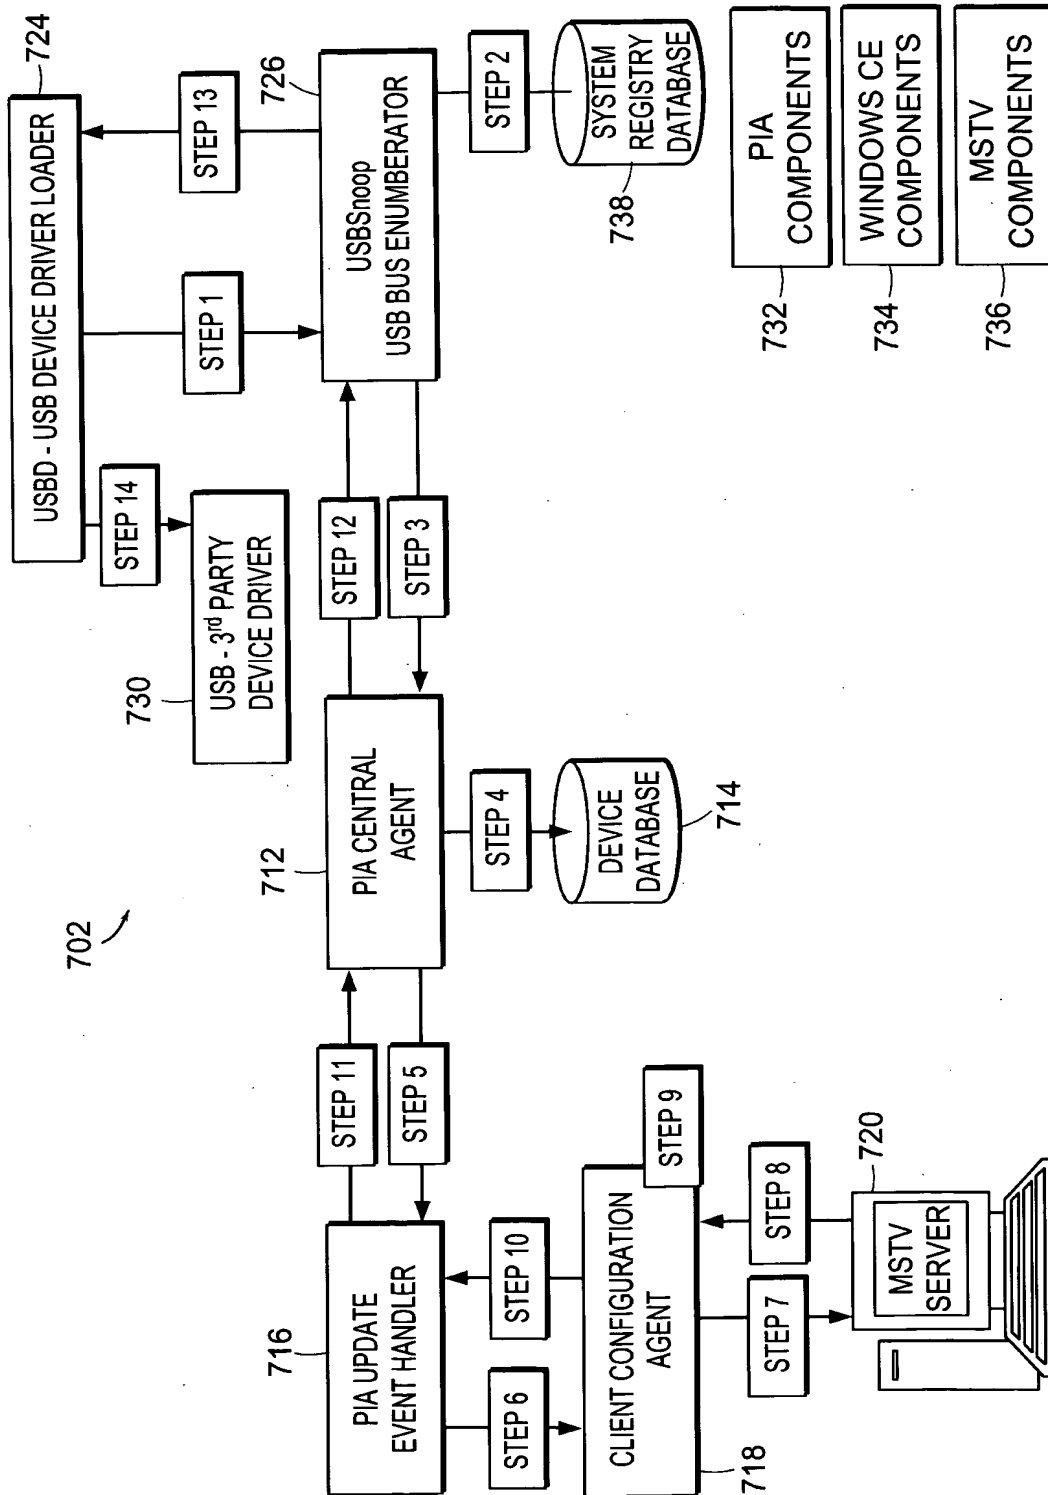 702
716
PIA UPDATE
EVENT HANDLER
STEP 11
STEP 5
712
PIA CENTRAL
AGENT
STEP 12
STEP 3
726
USBSnoop
USB BUS ENUMBERATOR
724
USBD - USB DEVICE DRIVER LOADER
STEP 14
STEP 1
STEP 13
730
USB - 3rd PARTY
DEVICE DRIVER
STEP 6
STEP 10
STEP 4
STEP 2
DEVICE
DATABASE
714
SYSTEM
REGISTRY
DATABASE
738
718
CLIENT CONFIGURATION
AGENT
STEP 9
STEP 7
STEP 8
720
MSTV
SERVER
732
PIA
COMPONENTS
734
WINDOWS CE
COMPONENTS
736
MSTV
COMPONENTS